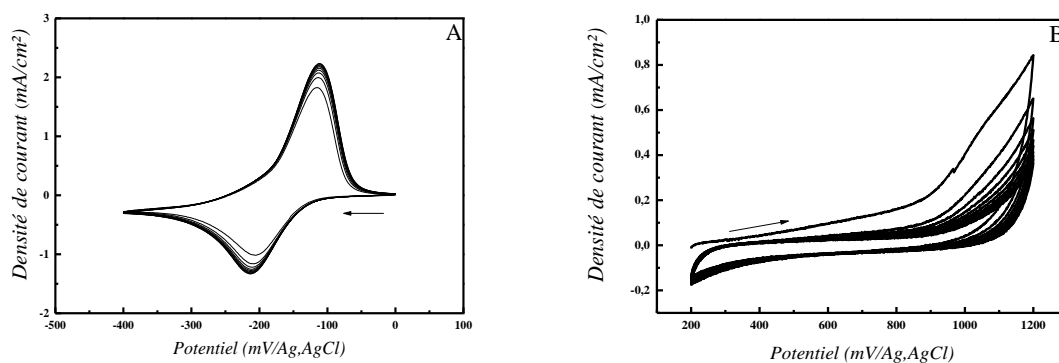 A
Densité de courant (mA/cm²)
3
2
1
0
-1
-2
-500 -400 -300 -200 -100 0 100
Potentiel (mV/Ag,AgCl)
B
Densité de courant (mA/cm²)
1,0
0,8
0,6
0,4
0,2
0,0
-0,2
200 400 600 800 1000 1200
Potentiel (mV/Ag,AgCl)